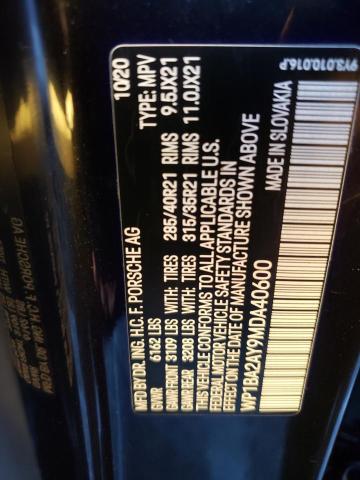 MFD BY DR. ING. H.C. F. PORSCHE AG 10/20
GVWR 6162 LBS TYPE: MPV
GAWR FRONT 3109 LBS WITH: TIRES 285/40R21 RIMS 9.5JX21
GAWR REAR 3208 LBS WITH: TIRES 315/35R21 RIMS 11.0JX21
THIS VEHICLE CONFORMS TO ALL APPLICABLE U.S.
FEDERAL MOTOR VEHICLE SAFETY STANDARDS IN
EFFECT ON THE DATE OF MANUFACTURE SHOWN ABOVE
WP1BA2AY9MDA40600 MADE IN SLOVAKIA
9Y3.010.016.P